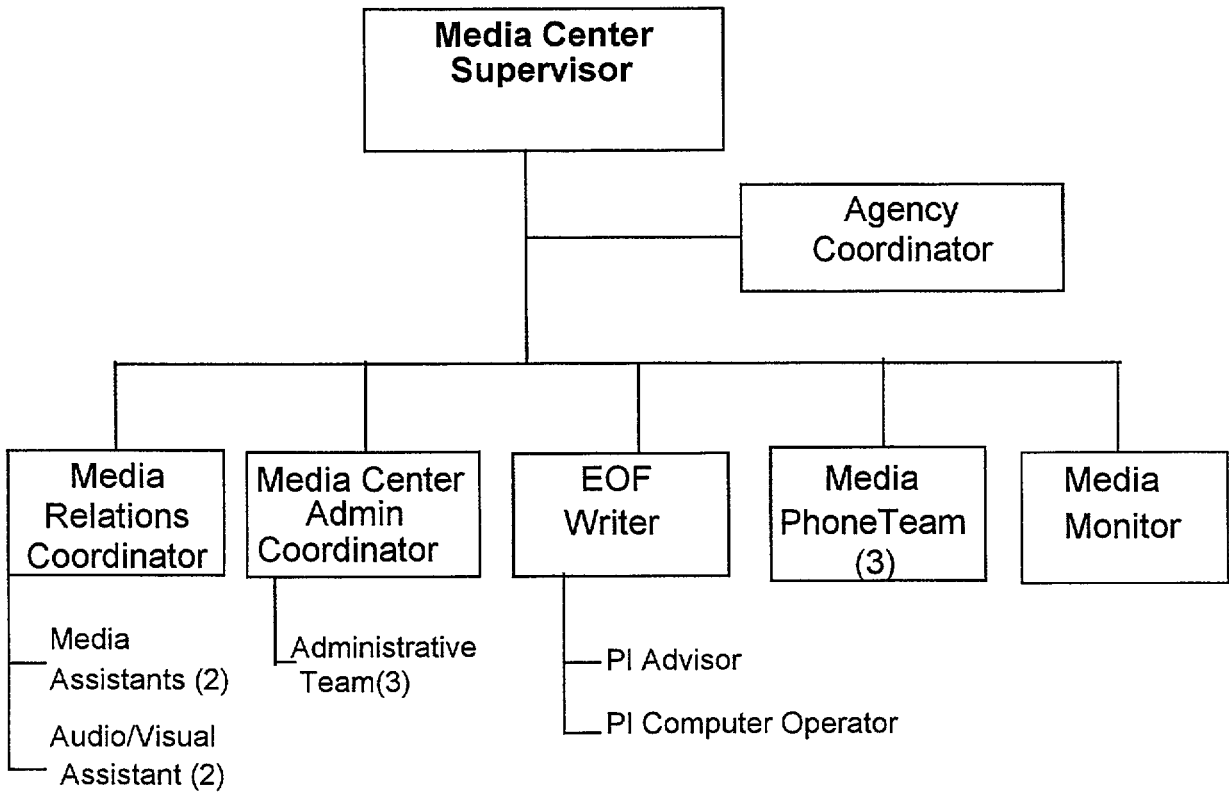 Media Center
Supervisor
Agency
Coordinator
Media
Relations
Coordinator
Media Center
Admin
Coordinator
EOF
Writer
Media
PhoneTeam
(3)
Media
Monitor
Media
Assistants (2)
Audio/Visual
Assistant (2)
Administrative
Team(3)
PI Advisor
PI Computer Operator